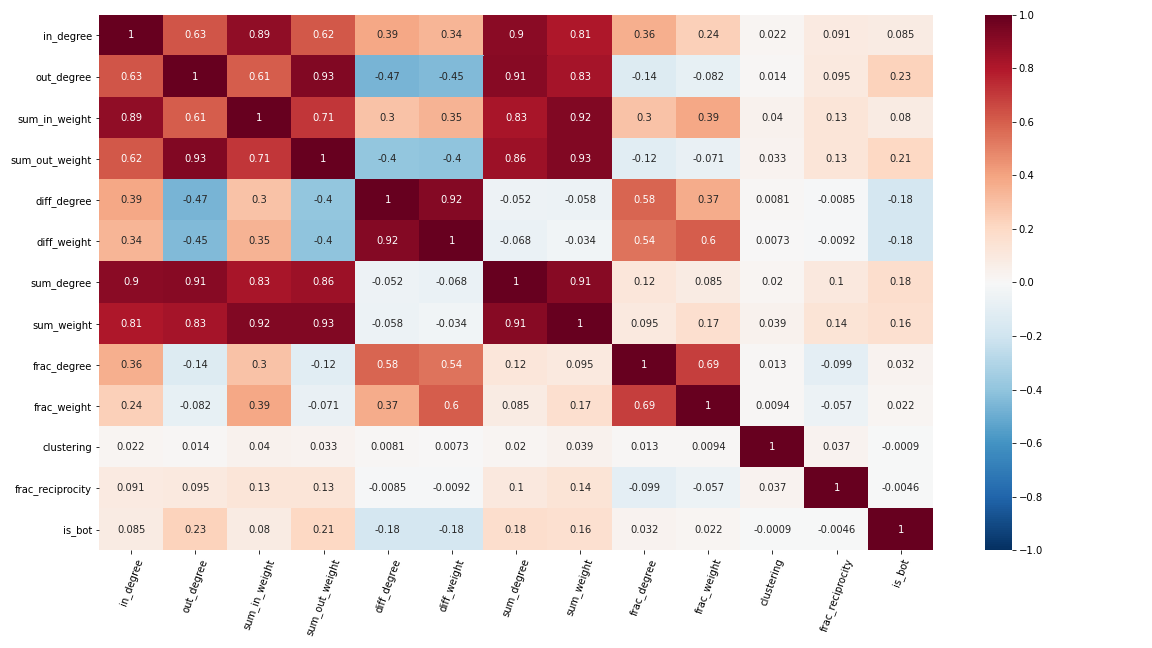 in_degree 1 0.63 0.89 0.62 0.39 0.34 0.9 0.81 0.36 0.24 0.022 0.091 0.085
out_degree 0.63 1 0.61 0.93 -0.47 -0.45 0.91 0.83 -0.14 -0.082 0.014 0.095 0.23
sum_in_weight 0.89 0.61 1 0.71 0.3 0.35 0.83 0.92 0.3 0.39 0.04 0.13 0.08
sum_out_weight 0.62 0.93 0.71 1 -0.4 -0.4 0.86 0.93 -0.12 -0.071 0.033 0.13 0.21
diff_degree 0.39 -0.47 0.3 -0.4 1 0.92 -0.052 -0.058 0.58 0.37 0.0081 -0.0085 -0.18
diff_weight 0.34 -0.45 0.35 -0.4 0.92 1 -0.068 -0.034 0.54 0.6 0.0073 -0.0092 -0.18
sum_degree 0.9 0.91 0.83 0.86 -0.052 -0.068 1 0.91 0.12 0.085 0.02 0.1 0.18
sum_weight 0.81 0.83 0.92 0.93 -0.058 -0.034 0.91 1 0.095 0.17 0.039 0.14 0.16
frac_degree 0.36 -0.14 0.3 -0.12 0.58 0.54 0.12 0.095 1 0.69 0.013 -0.099 0.032
frac_weight 0.24 -0.082 0.39 -0.071 0.37 0.6 0.085 0.17 0.69 1 0.0094 -0.057 0.022
clustering 0.022 0.014 0.04 0.033 0.0081 0.0073 0.02 0.039 0.013 0.0094 1 0.037 -0.0009
frac_reciprocity 0.091 0.095 0.13 0.13 -0.0085 -0.0092 0.1 0.14 -0.099 -0.057 0.037 1 -0.0046
is_bot 0.085 0.23 0.08 0.21 -0.18 -0.18 0.18 0.16 0.032 0.022 -0.0009 -0.0046 1
in_degree out_degree sum_in_weight sum_out_weight diff_degree diff_weight sum_degree sum_weight frac_degree frac_weight clustering frac_reciprocity is_bot
1.0
0.8
0.6
0.4
0.2
0.0
−0.2
−0.4
−0.6
−0.8
−1.0